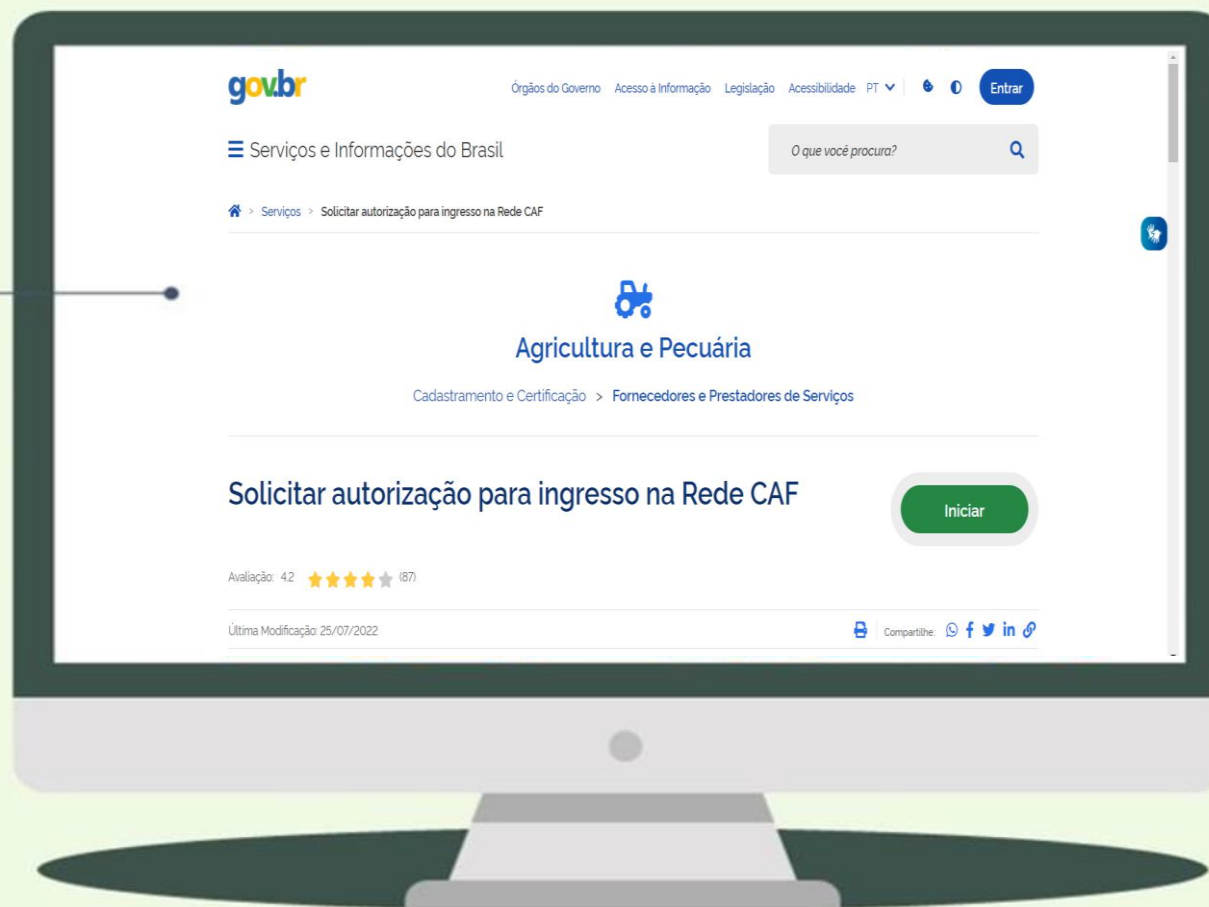 gov.br
Órgãos do Governo Acesso à Informação Legislação Acessibilidade PT Entrar
Serviços e Informações do Brasil
O que você procura?
> Serviços > Solicitar autorização para ingresso na Rede CAF
Agricultura e Pecuária
Cadastramento e Certificação > Fornecedores e Prestadores de Serviços
Solicitar autorização para ingresso na Rede CAF
Iniciar
Avaliação: 4.2 (87)
Última Modificação: 25/07/2022
Compartilhe: